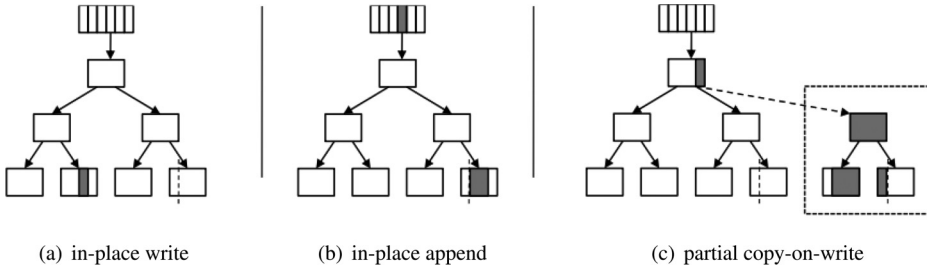 (a) in-place write
(b) in-place append
(c) partial copy-on-write